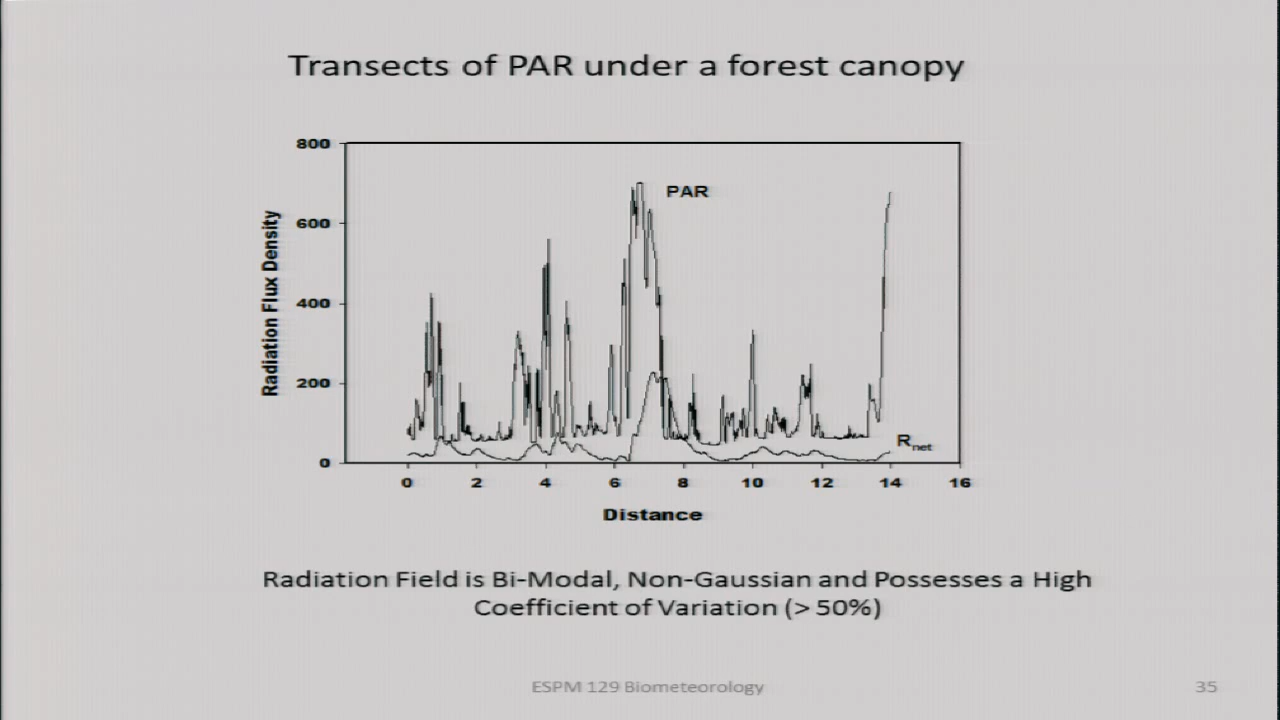 Transects of PAR under a forest canopy
800
600
400
200
0
Radiation Flux Density
PAR
Rnet
0 2 4 6 8 10 12 14 16
Distance
Radiation Field is Bi-Modal, Non-Gaussian and Possesses a High
Coefficient of Variation (> 50%)
ESPM 129 Biometeorology
35